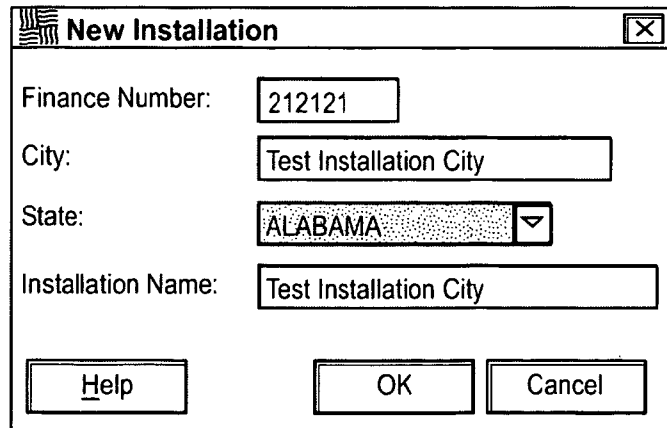 New Installation
Finance Number: 212121
City: Test Installation City
State: ALABAMA
Installation Name: Test Installation City
Help OK Cancel